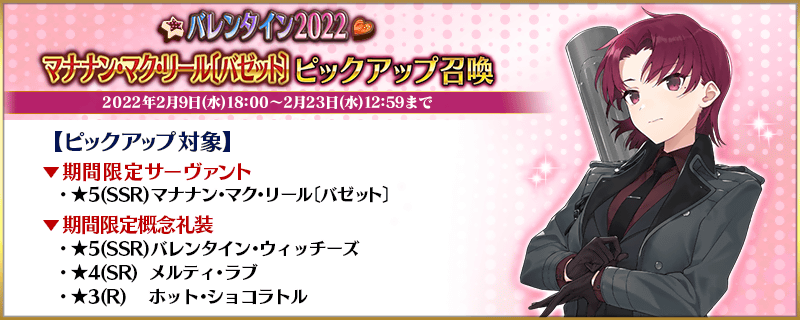 バレンタイン2022
マナナン・マク・リール〔バゼット〕ピックアップ召喚
2022年2月9日(水)18:00～2月23日(水)12:59まで
【ピックアップ対象】
▼期間限定サーヴァント
・★5(SSR)マナナン・マク・リール〔バゼット〕
▼期間限定概念礼装
・★5(SSR)バレンタイン・ウィッチーズ
・★4(SR) メルティ・ラブ
・★3(R) ホット・ショコラトル